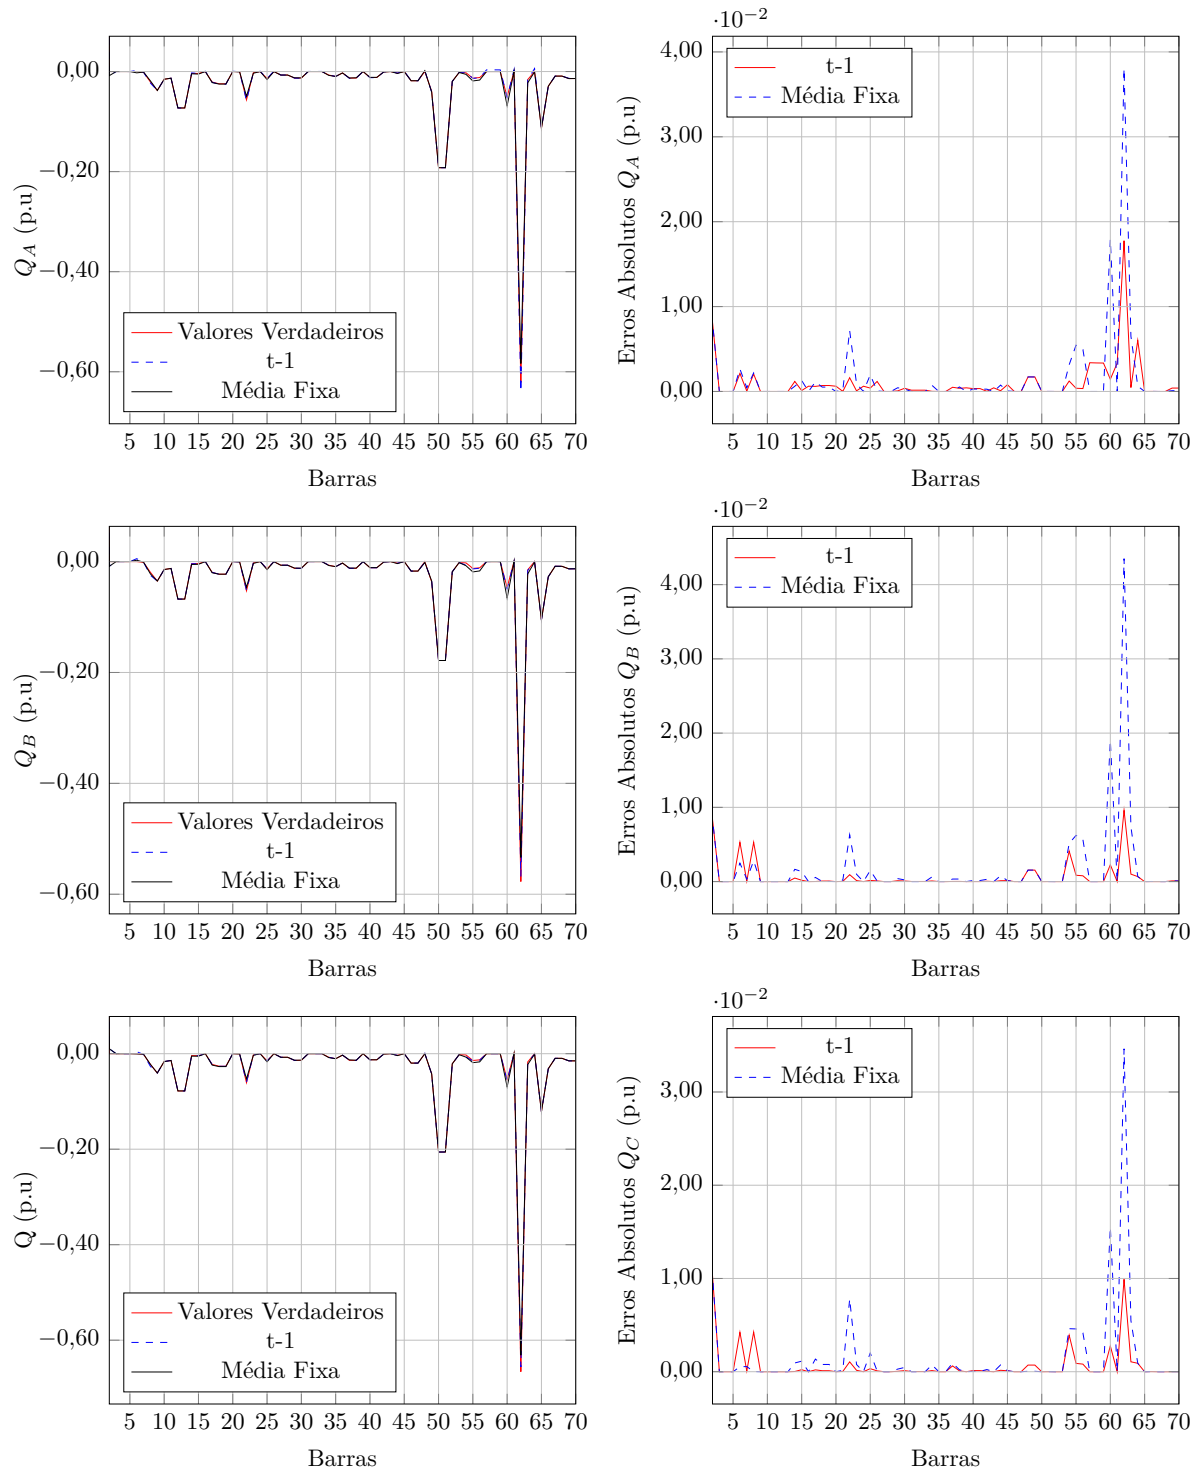 0,00
−0,20
−0,40
−0,60
Q_A (p.u)
Valores Verdadeiros
t-1
Média Fixa
5 10 15 20 25 30 35 40 45 50 55 60 65 70
Barras
·10⁻²
4,00
3,00
2,00
1,00
0,00
Erros Absolutos Q_A (p.u)
t-1
Média Fixa
5 10 15 20 25 30 35 40 45 50 55 60 65 70
Barras
0,00
−0,20
−0,40
−0,60
Q_B (p.u)
Valores Verdadeiros
t-1
Média Fixa
5 10 15 20 25 30 35 40 45 50 55 60 65 70
Barras
·10⁻²
4,00
3,00
2,00
1,00
0,00
Erros Absolutos Q_B (p.u)
t-1
Média Fixa
5 10 15 20 25 30 35 40 45 50 55 60 65 70
Barras
0,00
−0,20
−0,40
−0,60
Q (p.u)
Valores Verdadeiros
t-1
Média Fixa
5 10 15 20 25 30 35 40 45 50 55 60 65 70
Barras
·10⁻²
3,00
2,00
1,00
0,00
Erros Absolutos Q_C (p.u)
t-1
Média Fixa
5 10 15 20 25 30 35 40 45 50 55 60 65 70
Barras